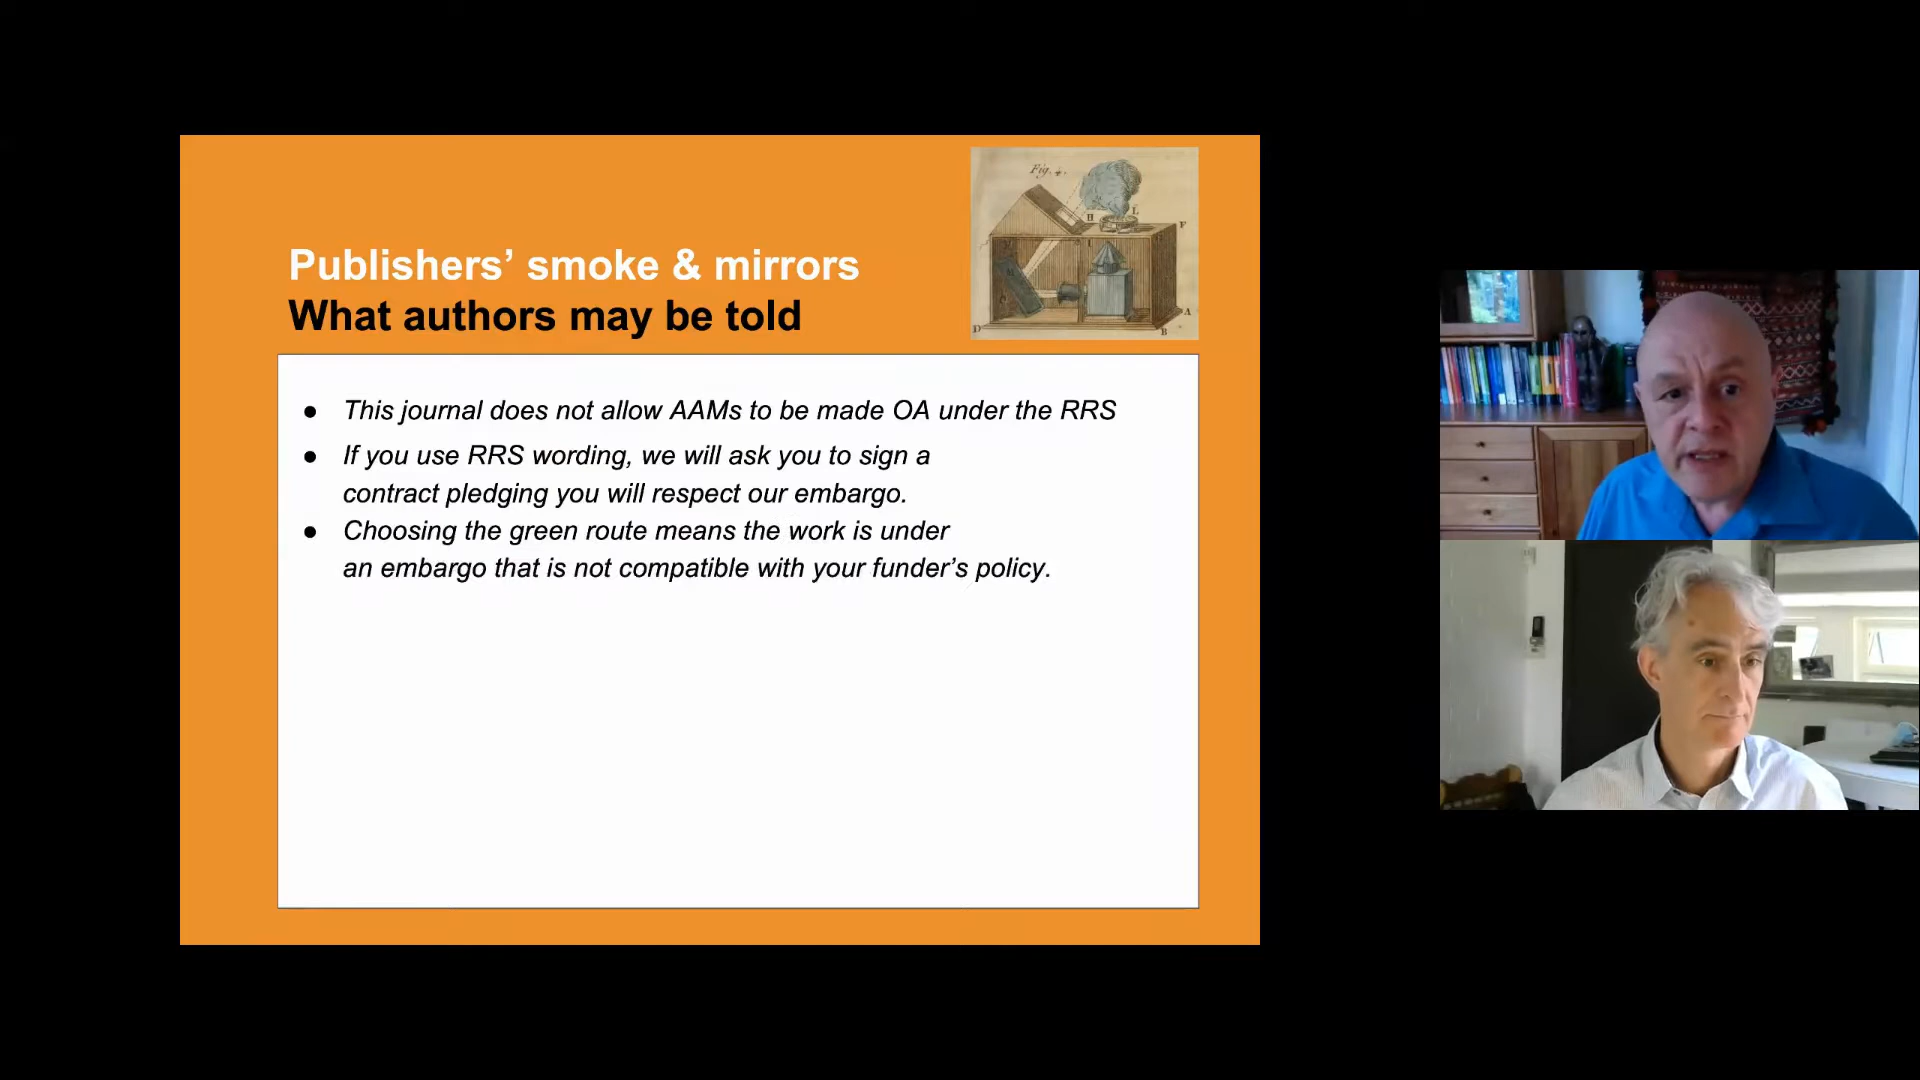 Fig. 4.
H
L
F
I
D
A
B
Publishers’ smoke & mirrors
What authors may be told
● This journal does not allow AAMs to be made OA under the RRS
● If you use RRS wording, we will ask you to sign a
contract pledging you will respect our embargo.
● Choosing the green route means the work is under
an embargo that is not compatible with your funder’s policy.